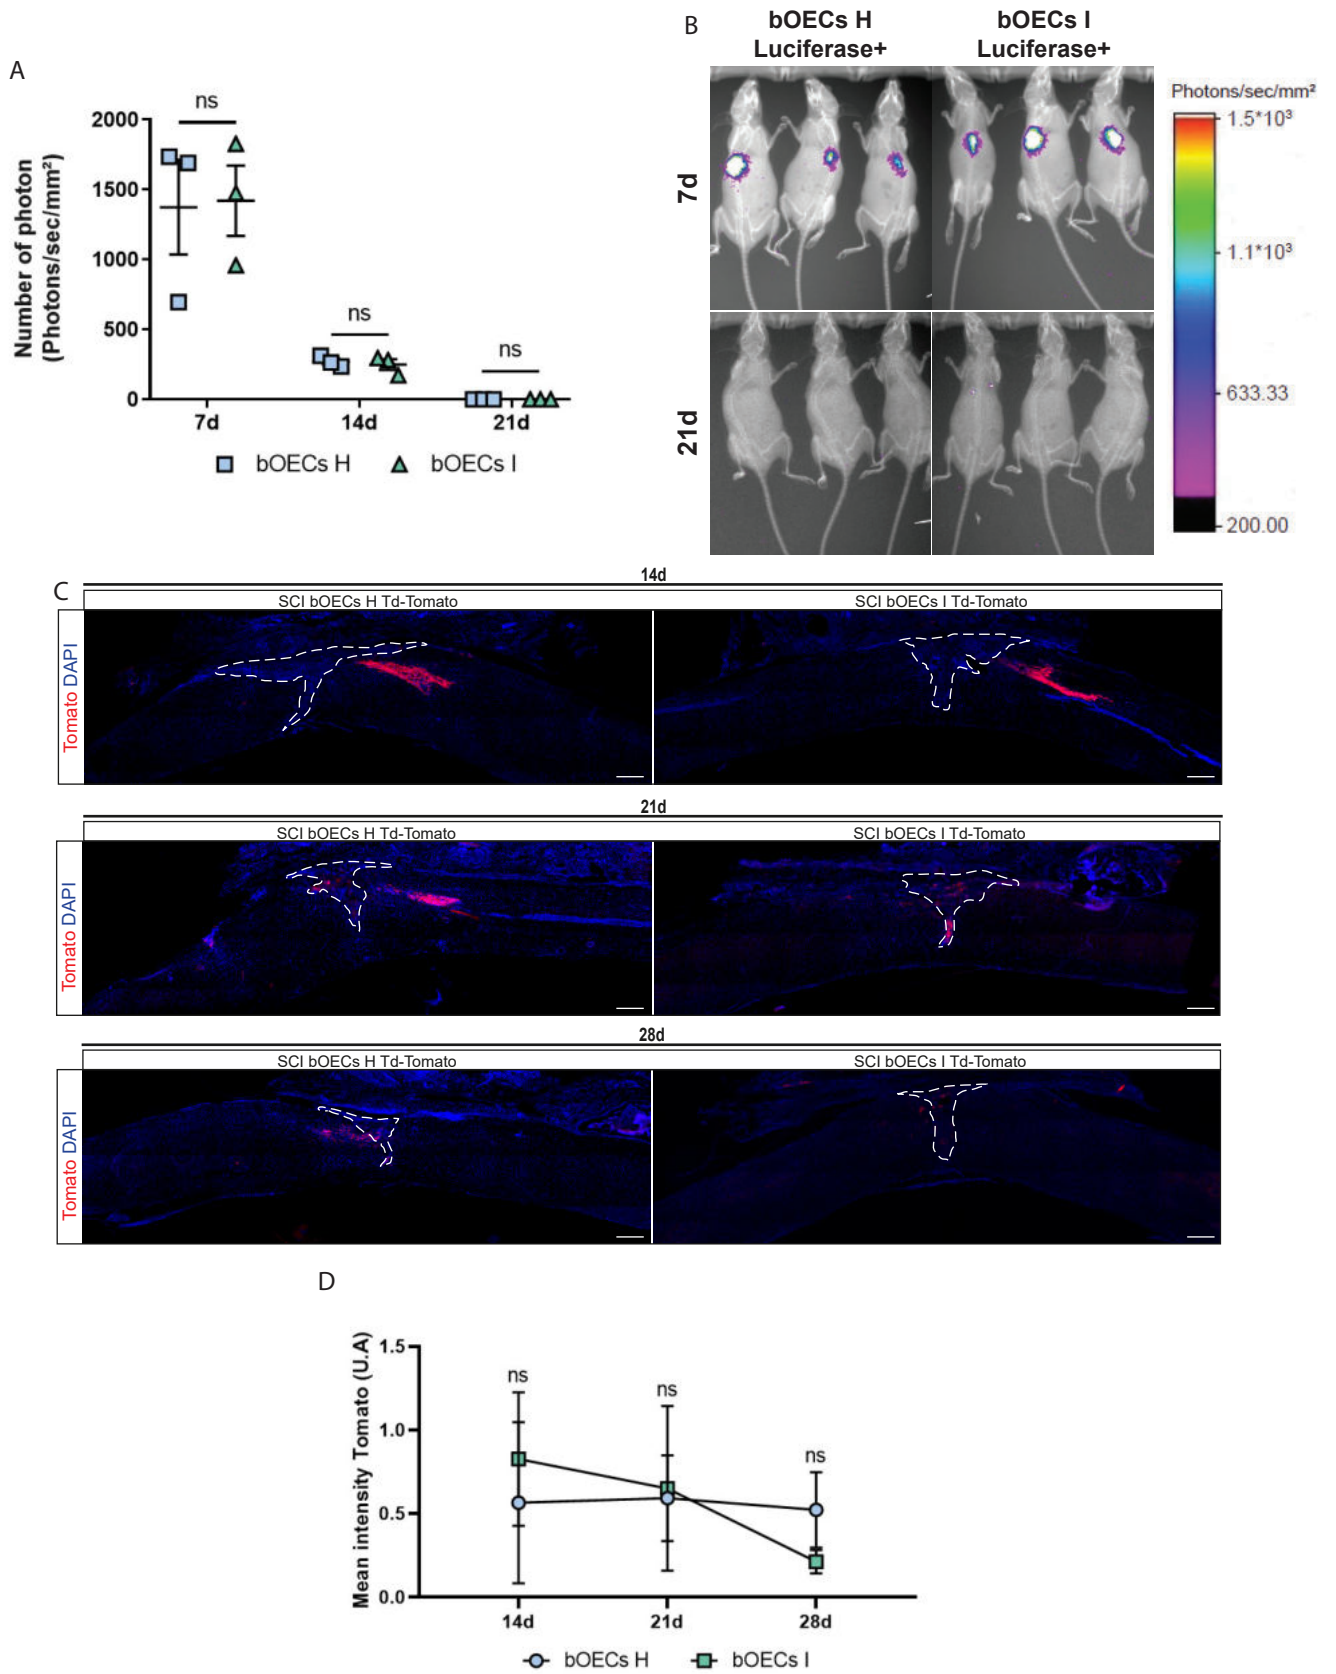 A
ns
ns
ns
2000
1500
1000
500
0
Number of photon
(Photons/sec/mm²)
7d
14d
21d
bOECs H
bOECs I
B
bOECs H
Luciferase+
bOECs I
Luciferase+
7d
21d
Photons/sec/mm²
1.5*10³
1.1*10³
633.33
200.00
C
14d
SCI bOECs H Td-Tomato
SCI bOECs I Td-Tomato
Tomato DAPI
21d
SCI bOECs H Td-Tomato
SCI bOECs I Td-Tomato
Tomato DAPI
28d
SCI bOECs H Td-Tomato
SCI bOECs I Td-Tomato
Tomato DAPI
D
Mean intensity Tomato (U.A)
1.5
1.0
0.5
0.0
ns
ns
ns
14d
21d
28d
bOECs H
bOECs I